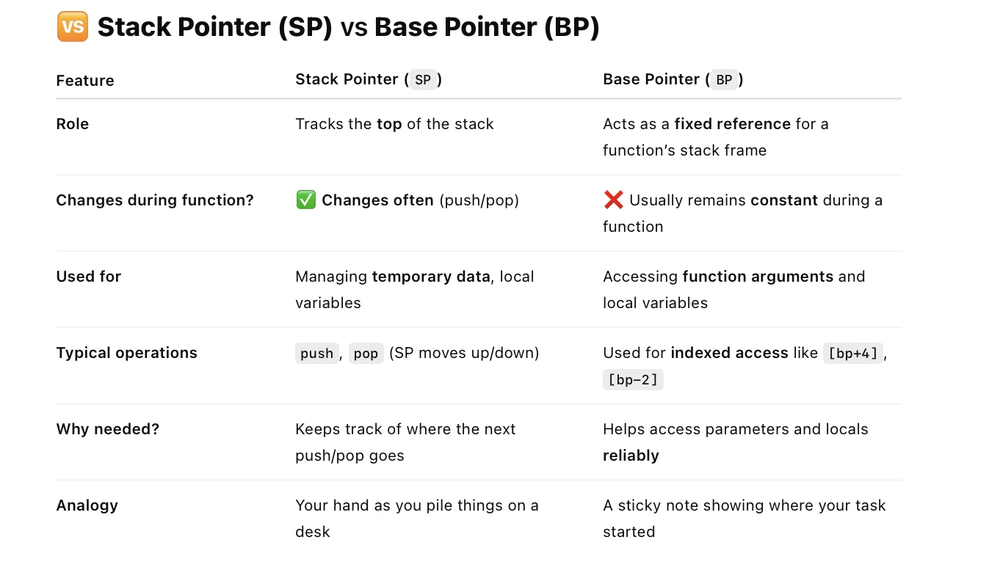 🆚 Stack Pointer (SP) vs Base Pointer (BP)
Feature
Stack Pointer ( SP )
Base Pointer ( BP )
Role
Tracks the top of the stack
Acts as a fixed reference for a
function’s stack frame
Changes during function?
✅ Changes often (push/pop)
❌ Usually remains constant during a
function
Used for
Managing temporary data, local
variables
Accessing function arguments and
local variables
Typical operations
push , pop (SP moves up/down)
Used for indexed access like [bp+4] ,
[bp-2]
Why needed?
Keeps track of where the next
push/pop goes
Helps access parameters and locals
reliably
Analogy
Your hand as you pile things on a
desk
A sticky note showing where your task
started